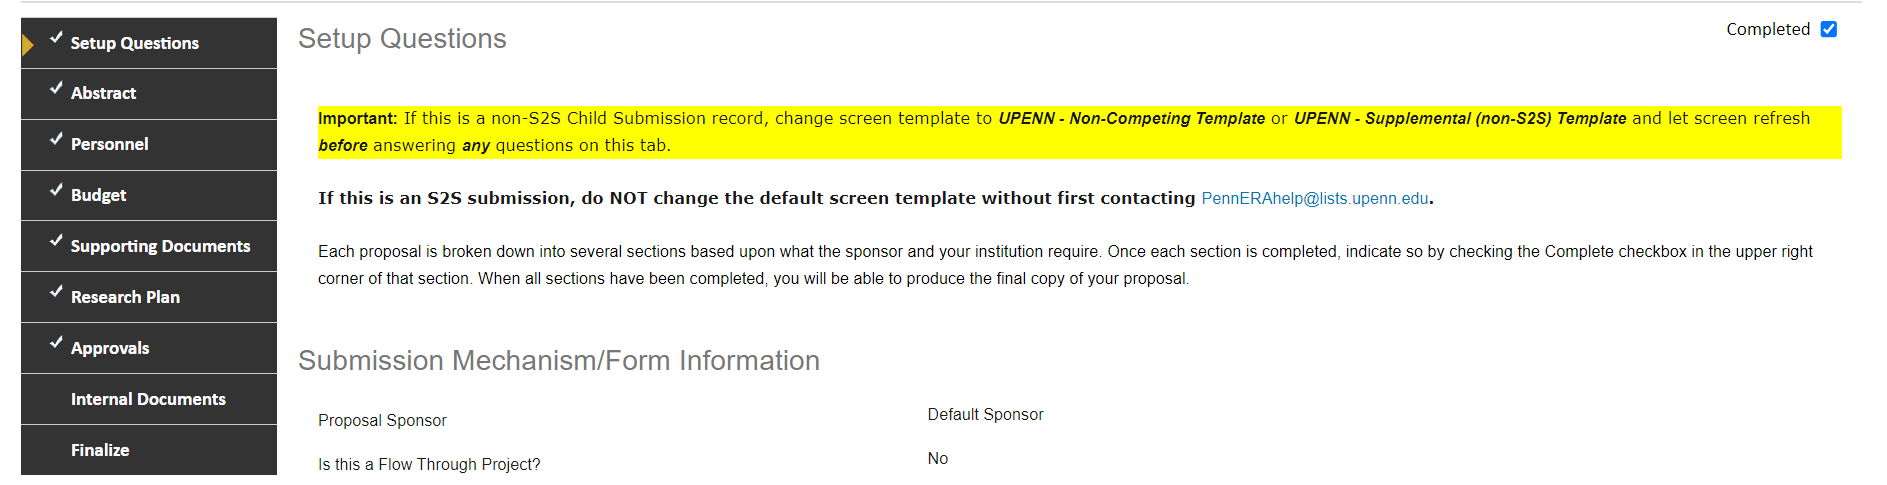 Setup Questions
Abstract
Personnel
Budget
Supporting Documents
Research Plan
Approvals
Internal Documents
Finalize
Setup Questions
Completed
Important: If this is a non-S2S Child Submission record, change screen template to UPENN - Non-Competing Template or UPENN - Supplemental (non-S2S) Template and let screen refresh
before answering any questions on this tab.
If this is an S2S submission, do NOT change the default screen template without first contacting PennERAhelp@lists.upenn.edu.
Each proposal is broken down into several sections based upon what the sponsor and your institution require. Once each section is completed, indicate so by checking the Complete checkbox in the upper right
corner of that section. When all sections have been completed, you will be able to produce the final copy of your proposal.
Submission Mechanism/Form Information
Proposal Sponsor Default Sponsor
Is this a Flow Through Project? No